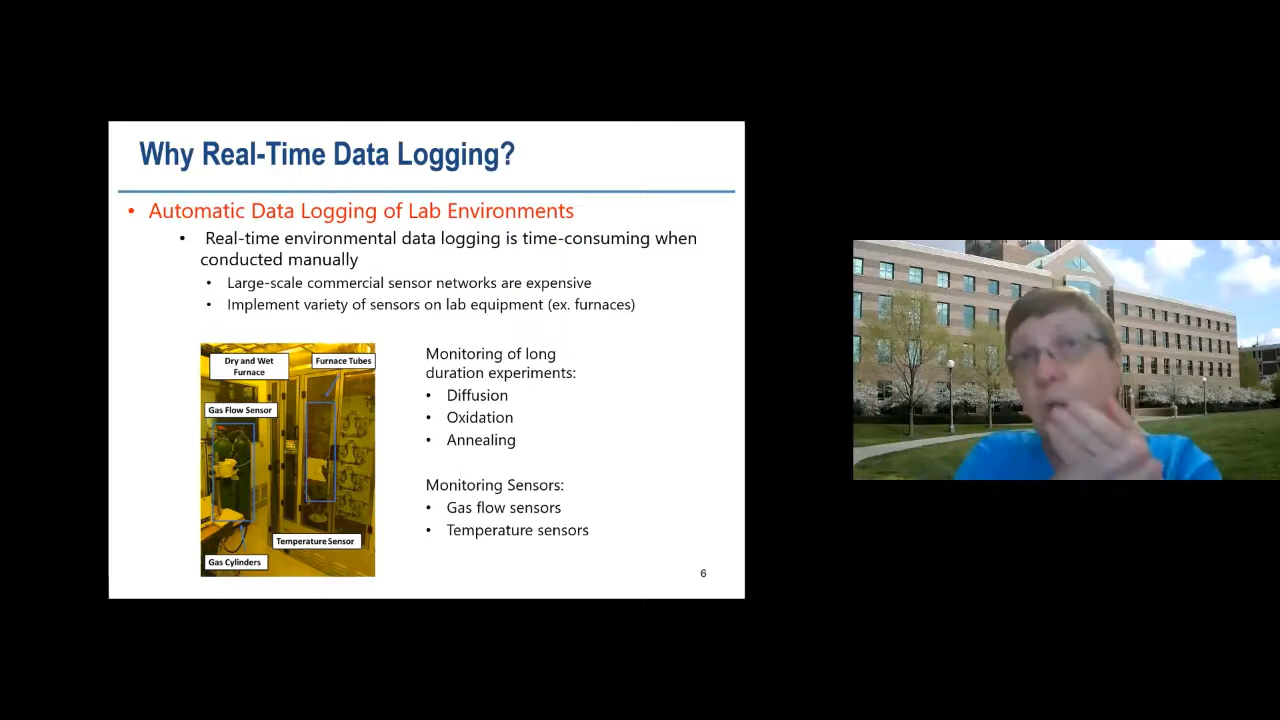 Why Real-Time Data Logging?
• Automatic Data Logging of Lab Environments
• Real-time environmental data logging is time-consuming when
conducted manually
• Large-scale commercial sensor networks are expensive
• Implement variety of sensors on lab equipment (ex. furnaces)
Dry and Wet
Furnace
Furnace Tubes
Gas Flow Sensor
Temperature Sensor
Gas Cylinders
Monitoring of long
duration experiments:
• Diffusion
• Oxidation
• Annealing
Monitoring Sensors:
• Gas flow sensors
• Temperature sensors
6